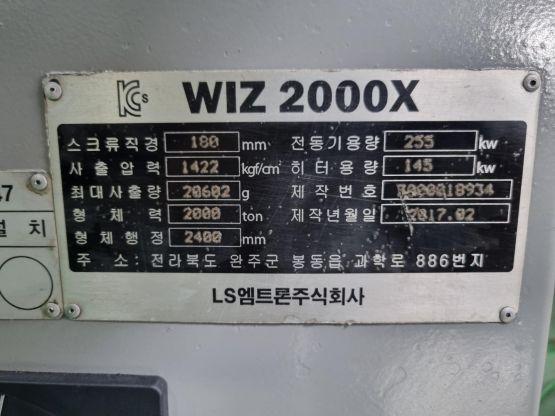 KCs WIZ 2000X
스크류직경 180 mm 전동기용량 255 kw
사출압력 1422 kgf/cm 히터용량 145 kw
최대사출량 20602 g 제작번호
형체력 2000 ton 제작년월일 2017.02
형체행정 2400 mm
주 소: 전라북도 완주군 봉동읍 과학로 886번지
LS엠트론주식회사
치